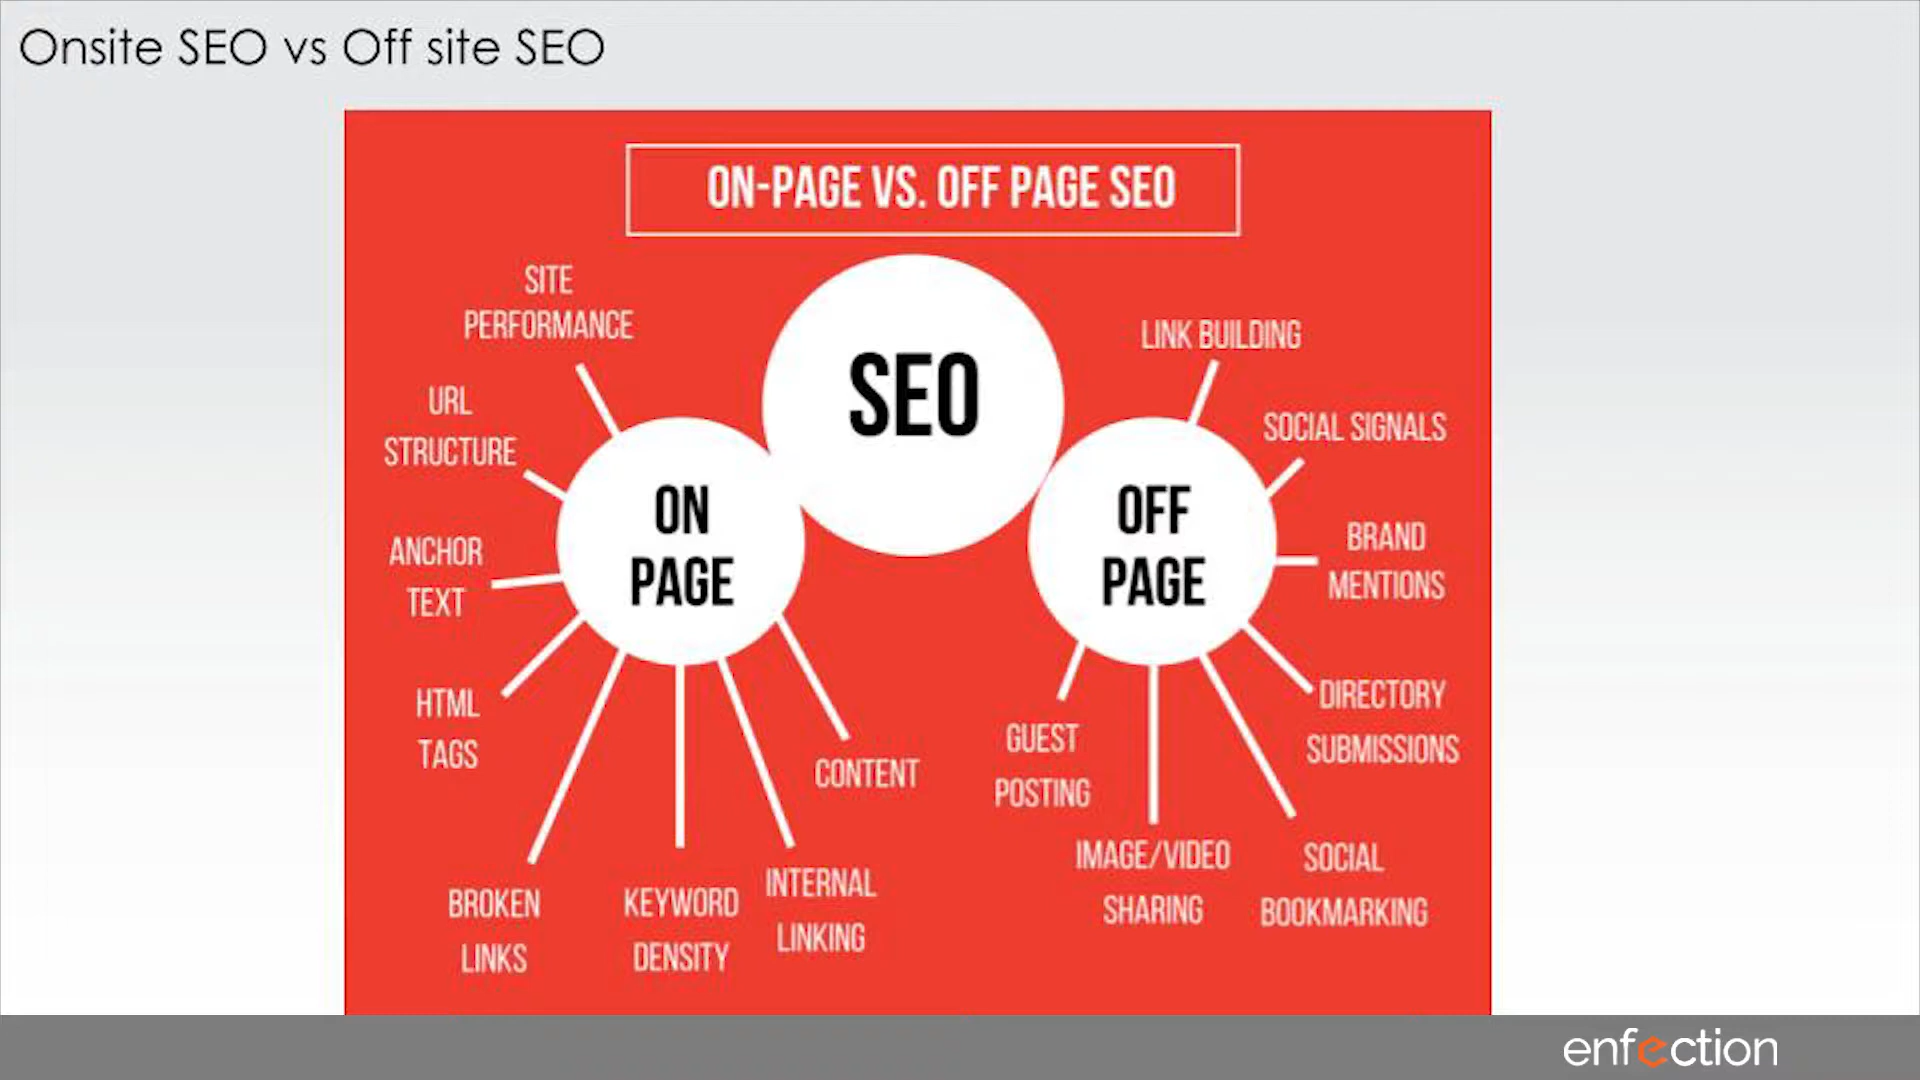 Onsite SEO vs Off site SEO
ON-PAGE VS. OFF PAGE SEO
SEO
ON
PAGE
SITE
PERFORMANCE
URL
STRUCTURE
ANCHOR
TEXT
HTML
TAGS
BROKEN
LINKS
KEYWORD
DENSITY
INTERNAL
LINKING
CONTENT
OFF
PAGE
LINK BUILDING
SOCIAL SIGNALS
BRAND
MENTIONS
DIRECTORY
SUBMISSIONS
SOCIAL
BOOKMARKING
IMAGE/VIDEO
SHARING
GUEST
POSTING
enfection